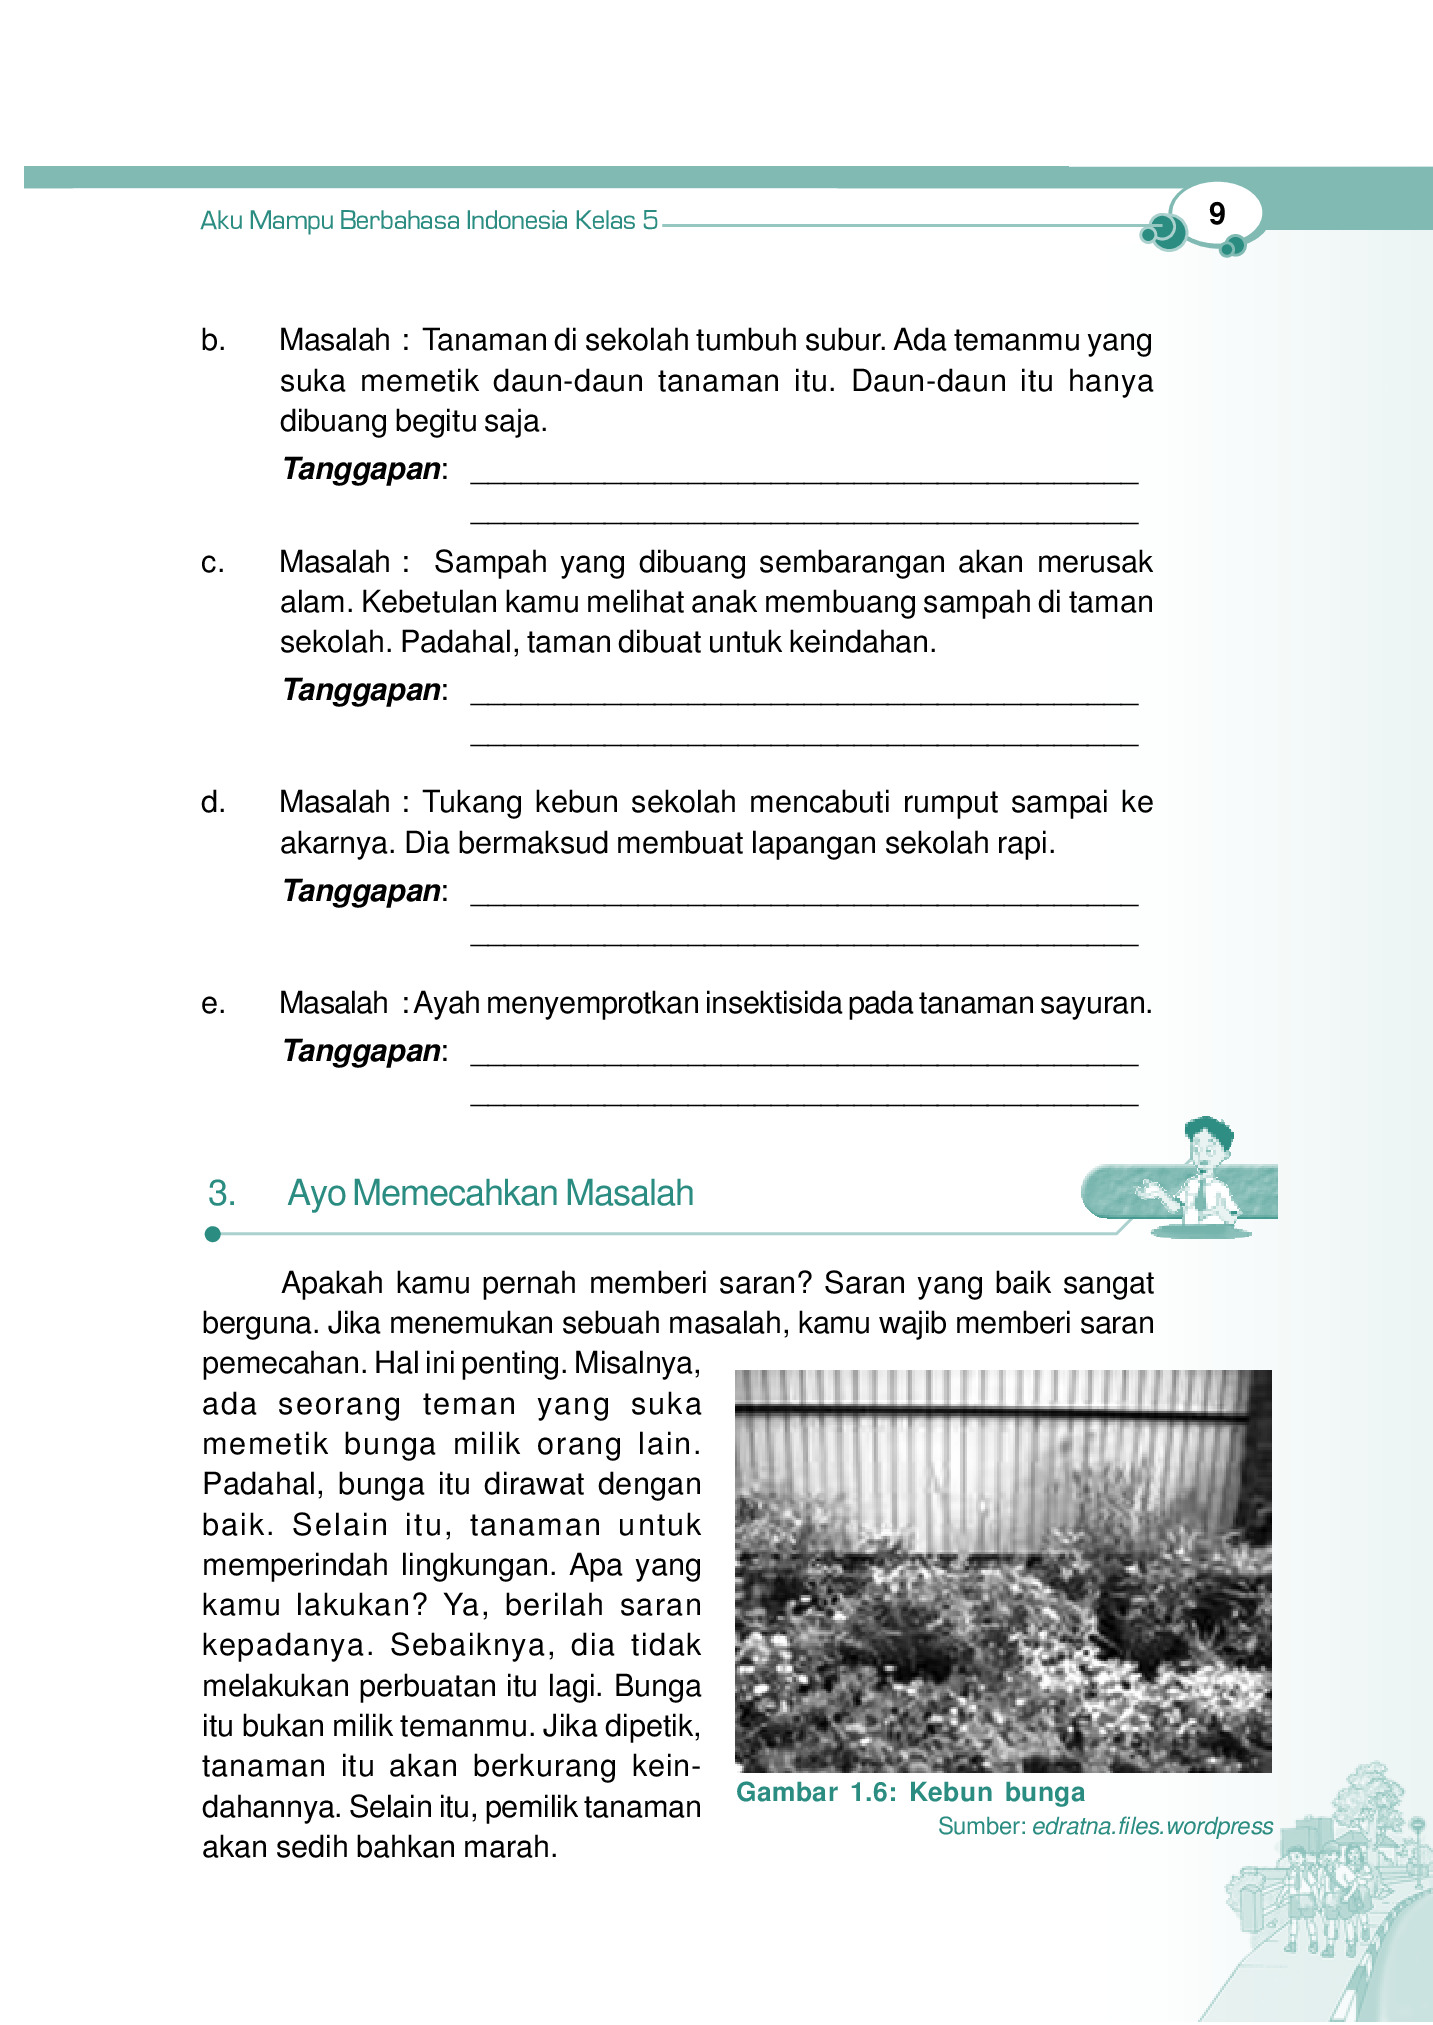 Aku Mampu Berbahasa Indonesia Kelas 5
9
b. Masalah : Tanaman di sekolah tumbuh subur. Ada temanmu yang
suka memetik daun-daun tanaman itu. Daun-daun itu hanya
dibuang begitu saja.
Tanggapan: ________________________________________
________________________________________
c. Masalah : Sampah yang dibuang sembarangan akan merusak
alam. Kebetulan kamu melihat anak membuang sampah di taman
sekolah. Padahal, taman dibuat untuk keindahan.
Tanggapan: ________________________________________
________________________________________
d. Masalah : Tukang kebun sekolah mencabuti rumput sampai ke
akarnya. Dia bermaksud membuat lapangan sekolah rapi.
Tanggapan: ________________________________________
________________________________________
e. Masalah : Ayah menyemprotkan insektisida pada tanaman sayuran.
Tanggapan: ________________________________________
________________________________________
3. Ayo Memecahkan Masalah
Apakah kamu pernah memberi saran? Saran yang baik sangat
berguna. Jika menemukan sebuah masalah, kamu wajib memberi saran
pemecahan. Hal ini penting. Misalnya,
ada seorang teman yang suka
memetik bunga milik orang lain.
Padahal, bunga itu dirawat dengan
baik. Selain itu, tanaman untuk
memperindah lingkungan. Apa yang
kamu lakukan? Ya, berilah saran
kepadanya. Sebaiknya, dia tidak
melakukan perbuatan itu lagi. Bunga
itu bukan milik temanmu. Jika dipetik,
tanaman itu akan berkurang kein-
dahannya. Selain itu, pemilik tanaman
akan sedih bahkan marah.
Gambar 1.6: Kebun bunga
Sumber: edratna.files.wordpress